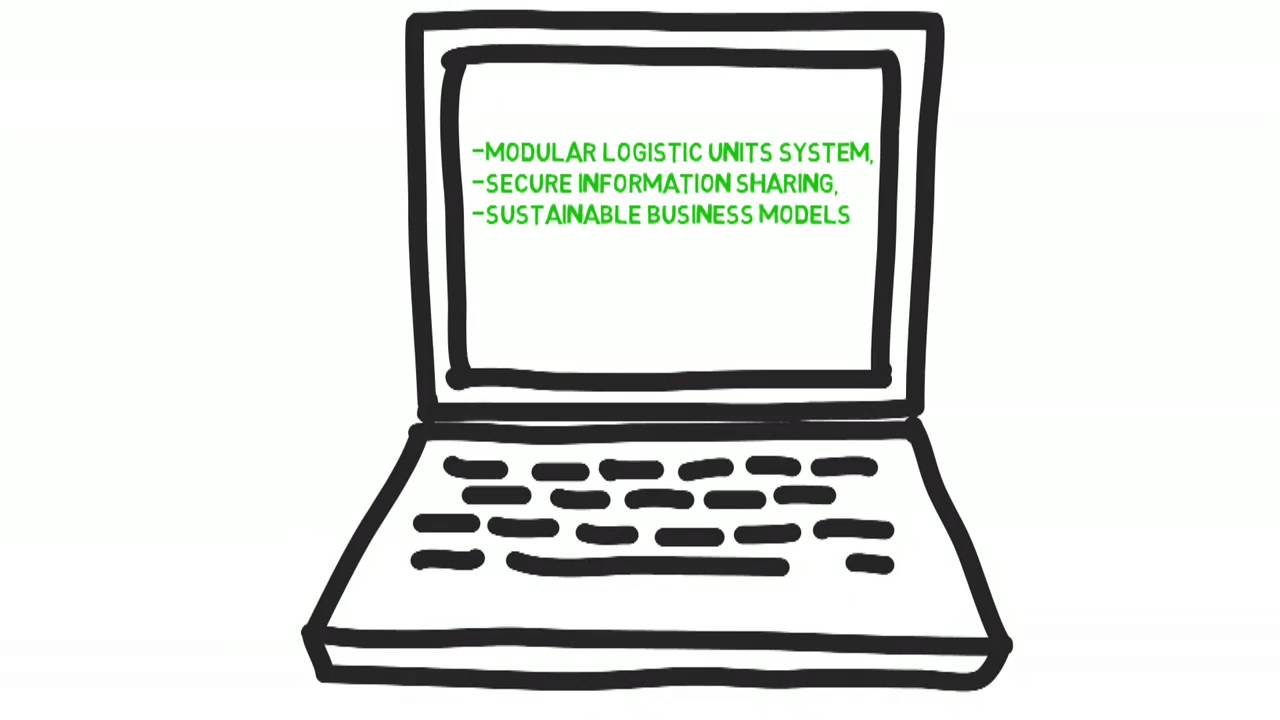 -MODULAR LOGISTIC UNITS SYSTEM,
-SECURE INFORMATION SHARING,
-SUSTAINABLE BUSINESS MODELS